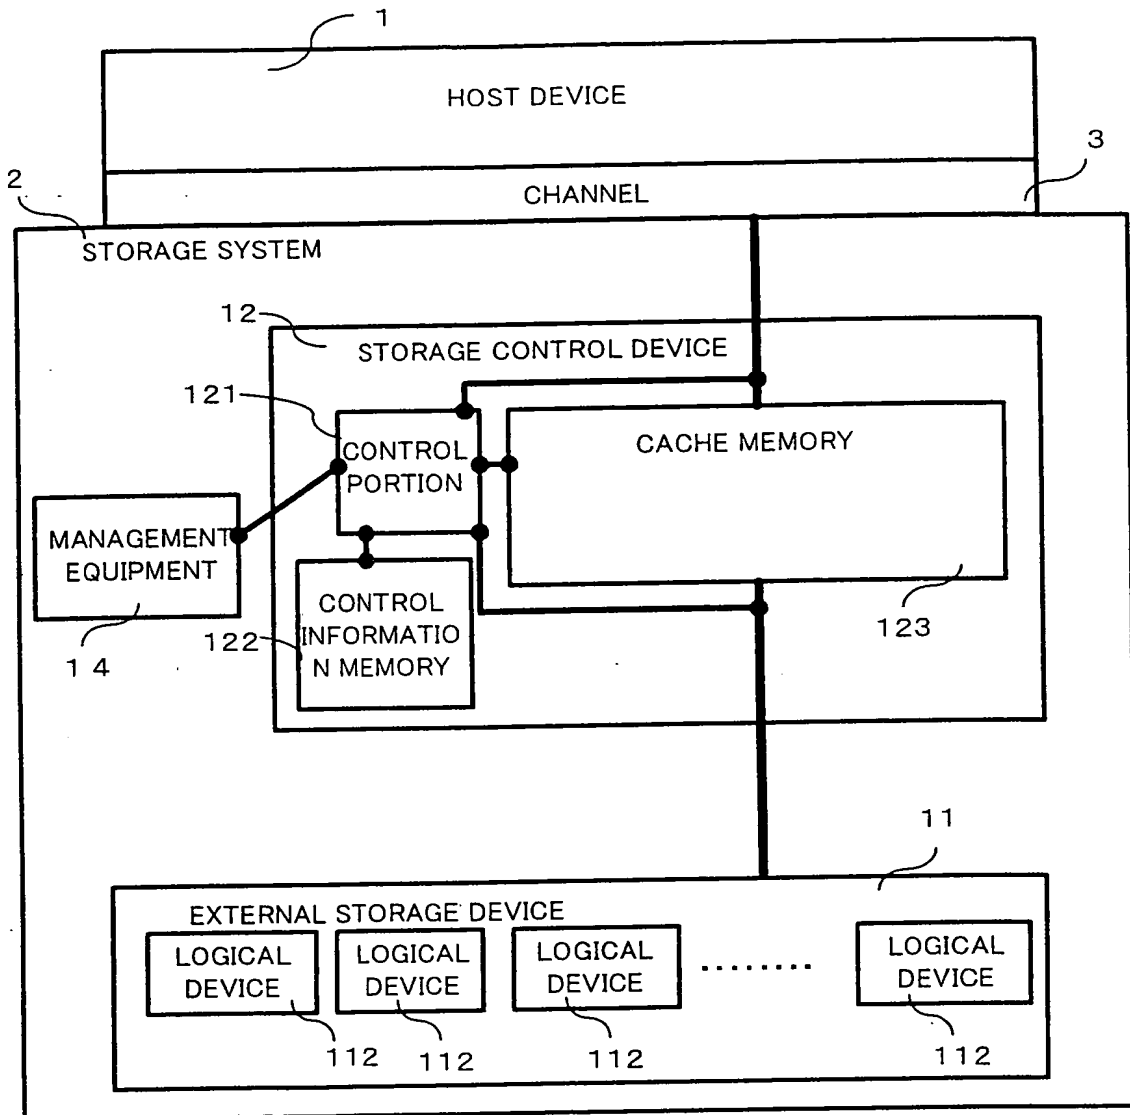 1
HOST DEVICE
3
CHANNEL
2
STORAGE SYSTEM
12
STORAGE CONTROL DEVICE
121
CONTROL
PORTION
CACHE MEMORY
MANAGEMENT
EQUIPMENT
14
CONTROL
INFORMATIO
N MEMORY
122
123
11
EXTERNAL STORAGE DEVICE
LOGICAL
DEVICE
LOGICAL
DEVICE
LOGICAL
DEVICE
.........
LOGICAL
DEVICE
112
112
112
112